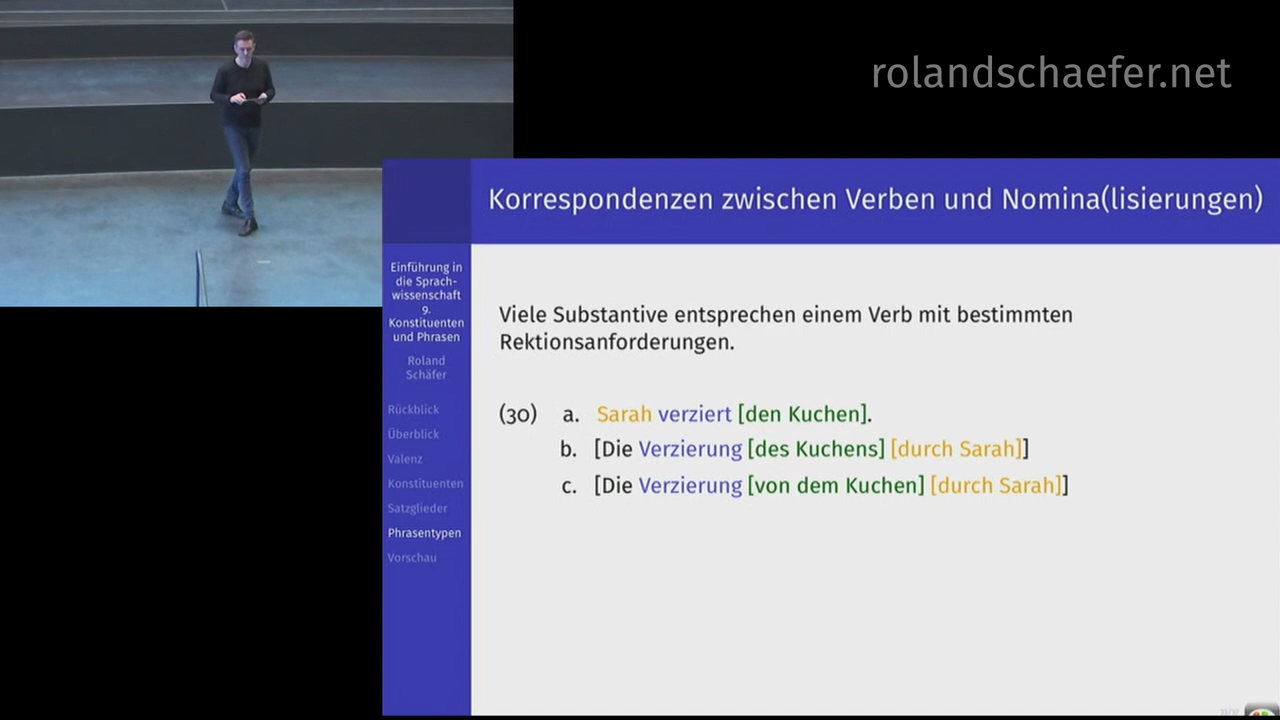 rolandschaefer.net
Korrespondenzen zwischen Verben und Nomina(lisierungen)
Einführung in
die Sprach-
wissenschaft
9.
Konstituenten
und Phrasen
Roland
Schäfer
Rückblick
Überblick
Valenz
Konstituenten
Satzglieder
Phrasentypen
Vorschau
Viele Substantive entsprechen einem Verb mit bestimmten
Rektionsanforderungen.
(30) a. Sarah verziert [den Kuchen].
b. [Die Verzierung [des Kuchens] [durch Sarah]]
c. [Die Verzierung [von dem Kuchen] [durch Sarah]]